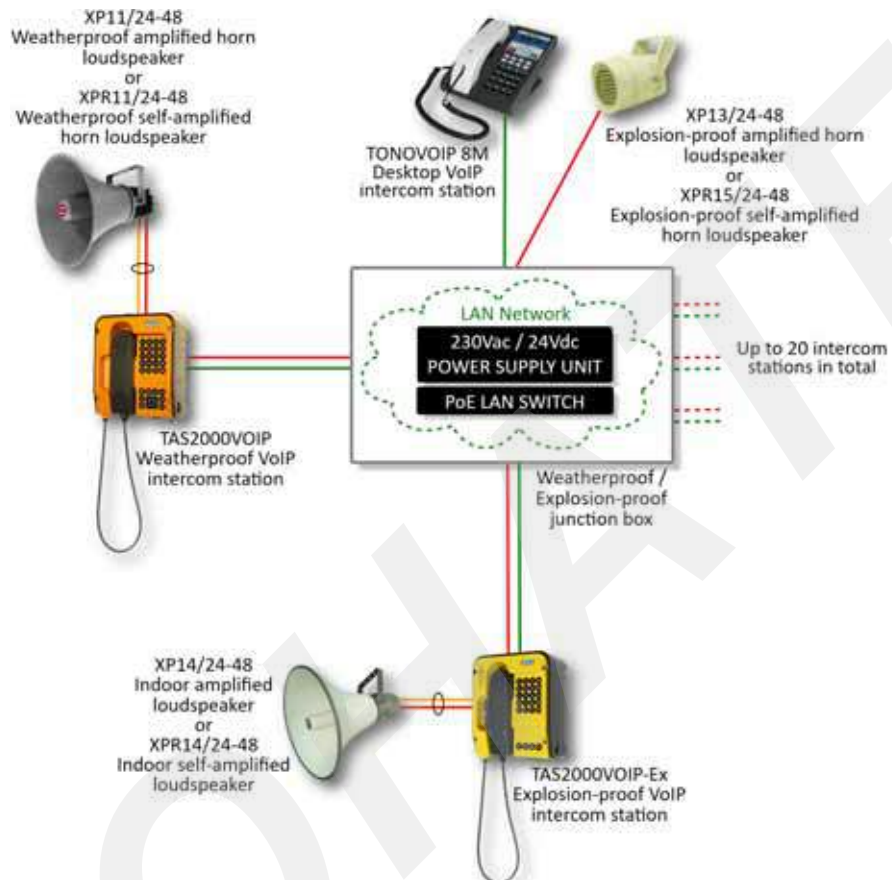 XP11/24-48
Weatherproof amplified horn
loudspeaker
or
XPR11/24-48
Weatherproof self-amplified
horn loudspeaker
TONOVOIP 8M
Desktop VoIP
intercom station
XP13/24-48
Explosion-proof amplified horn
loudspeaker
or
XPR15/24-48
Explosion-proof self-amplified
horn loudspeaker
LAN Network
230Vac / 24Vdc
POWER SUPPLY UNIT
PoE LAN SWITCH
Up to 20 intercom
stations in total
TAS2000VOIP
Weatherproof VoIP
intercom station
Weatherproof /
Explosion-proof
junction box
XP14/24-48
Indoor amplified
loudspeaker
or
XPR14/24-48
Indoor self-amplified
loudspeaker
TAS2000VOIP-Ex
Explosion-proof VoIP
intercom station